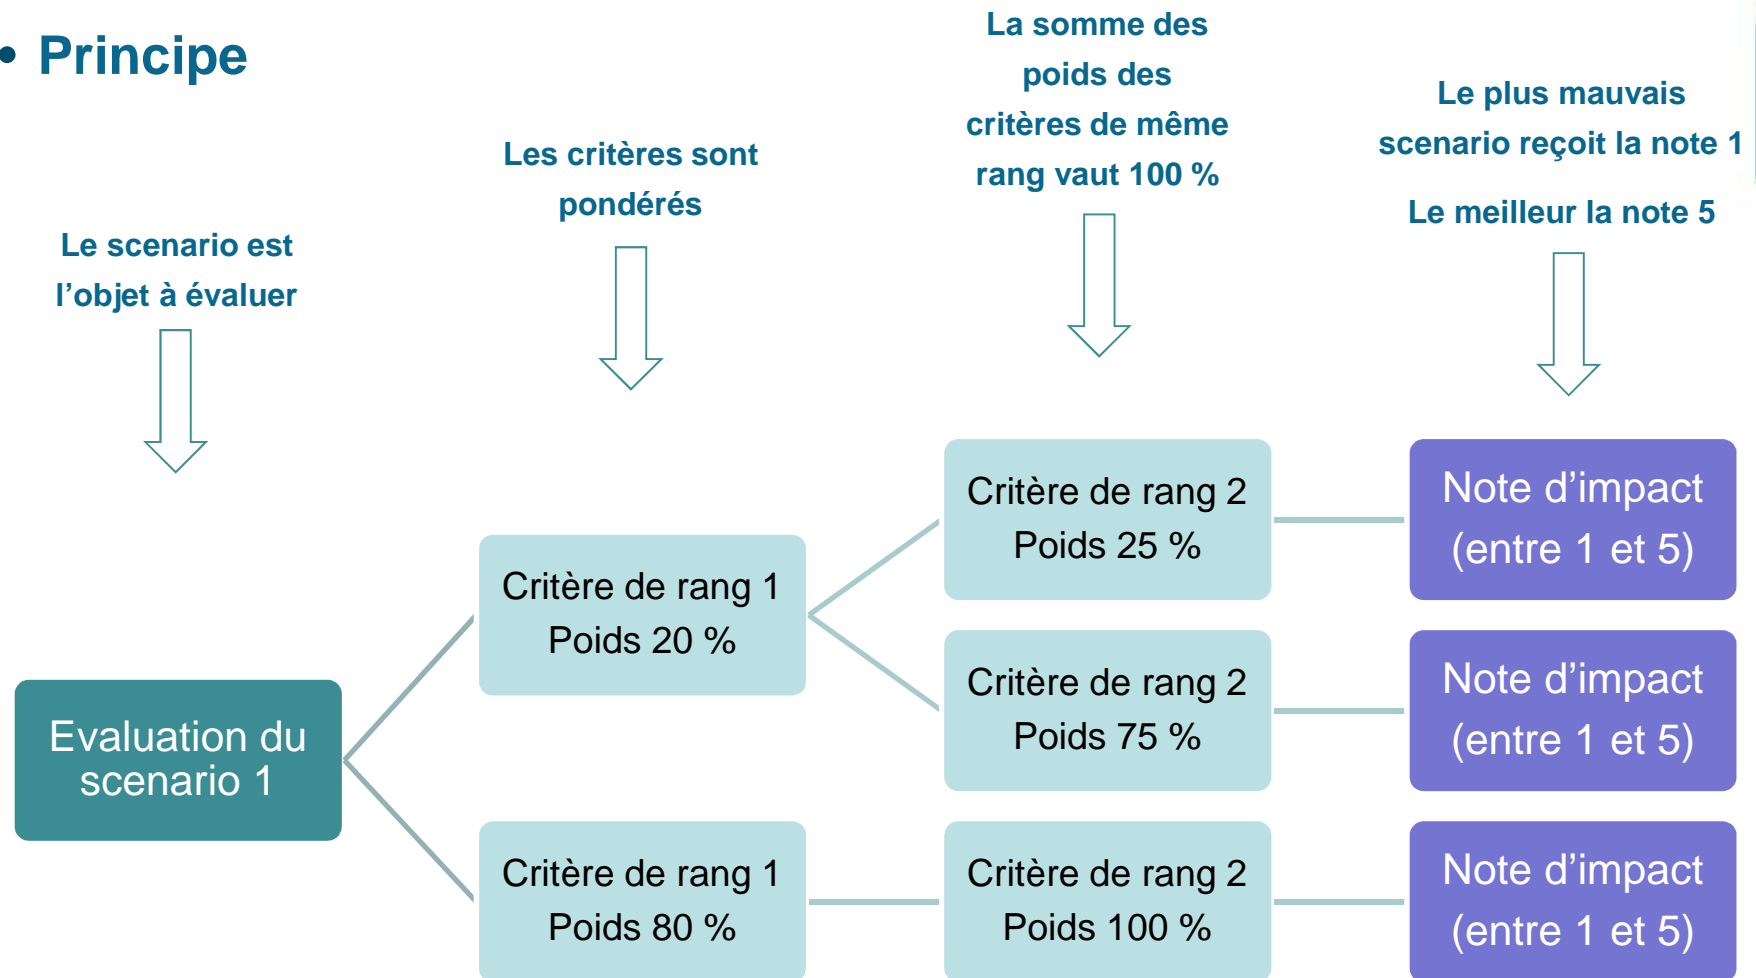 • Principe
Le scenario est
l'objet à évaluer
Les critères sont
pondérés
La somme des
poids des
critères de même
rang vaut 100 %
Le plus mauvais
scenario reçoit la note 1
Le meilleur la note 5
Evaluation du
scenario 1
Critère de rang 1
Poids 20 %
Critère de rang 1
Poids 80 %
Critère de rang 2
Poids 25 %
Critère de rang 2
Poids 75 %
Critère de rang 2
Poids 100 %
Note d'impact
(entre 1 et 5)
Note d'impact
(entre 1 et 5)
Note d'impact
(entre 1 et 5)